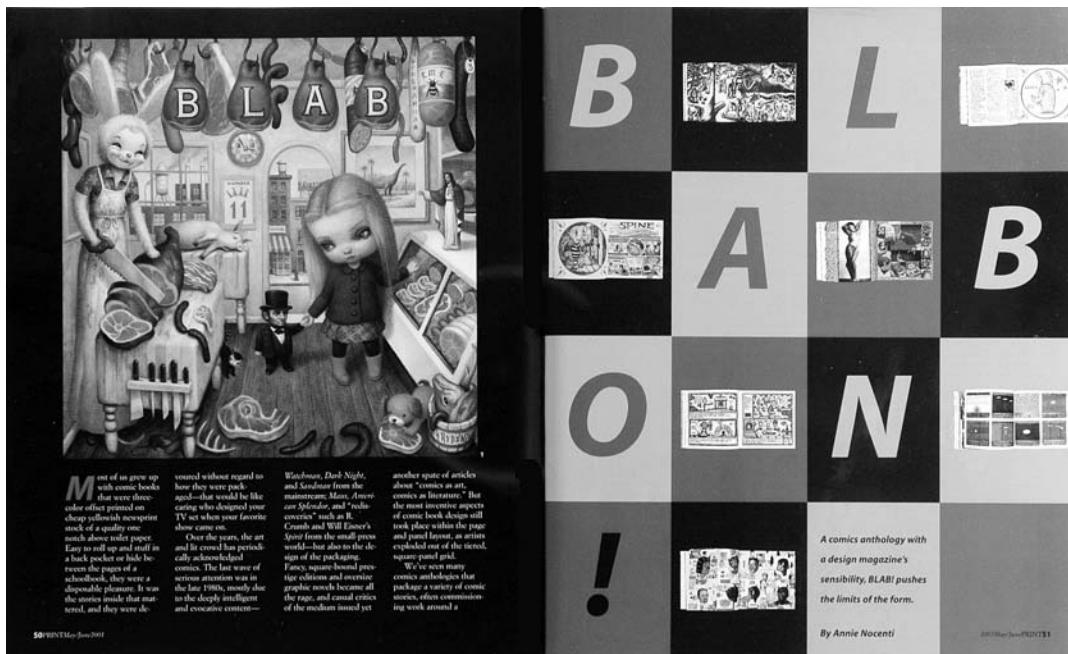 B L A B
11
Most of us grew up
with comic books
that were three-
color offset printed on
cheap yellowish newsprint
stock of a quality one
notch above toilet paper.
Easy to roll up and stuff in
a back pocket or hide be-
tween the pages of a
schoolbook, they were a
disposable pleasure. It was
the stories inside that mat-
tered, and they were de-
voured without regard to
how they were pack-
aged—that would be like
caring who designed your
TV set when your favorite
show came on.
Over the years, the art
and lit crowd has periodi-
cally acknowledged
comics. The last wave of
serious attention was in
the late 1980s, mostly due
to the deeply intelligent
and evocative content—
Watchman, Dark Night,
and Sandman from the
mainstream; Maus, Ameri-
can Splendor, and "redis-
coveries" such as R.
Crumb and Will Eisner's
Spirit from the small-press
world—but also to the de-
sign of the packaging.
Fancy, square-bound pres-
tige editions and oversize
graphic novels became all
the rage, and casual critics
of the medium issued yet
another spate of articles
about "comics as art,
comics as literature." But
the most inventive aspects
of comic book design still
took place within the page
and panel layout, as artists
exploded out of the tired,
square-panel grid.
We've seen many
comics anthologies that
package a variety of comic
stories, often commission-
ing work around a
50PRINTMay/June2001
B L
SPINE
A B
O N
!
A comics anthology with
a design magazine's
sensibility, BLAB! pushes
the limits of the form.
By Annie Nocenti
2001May/JunePRINT51